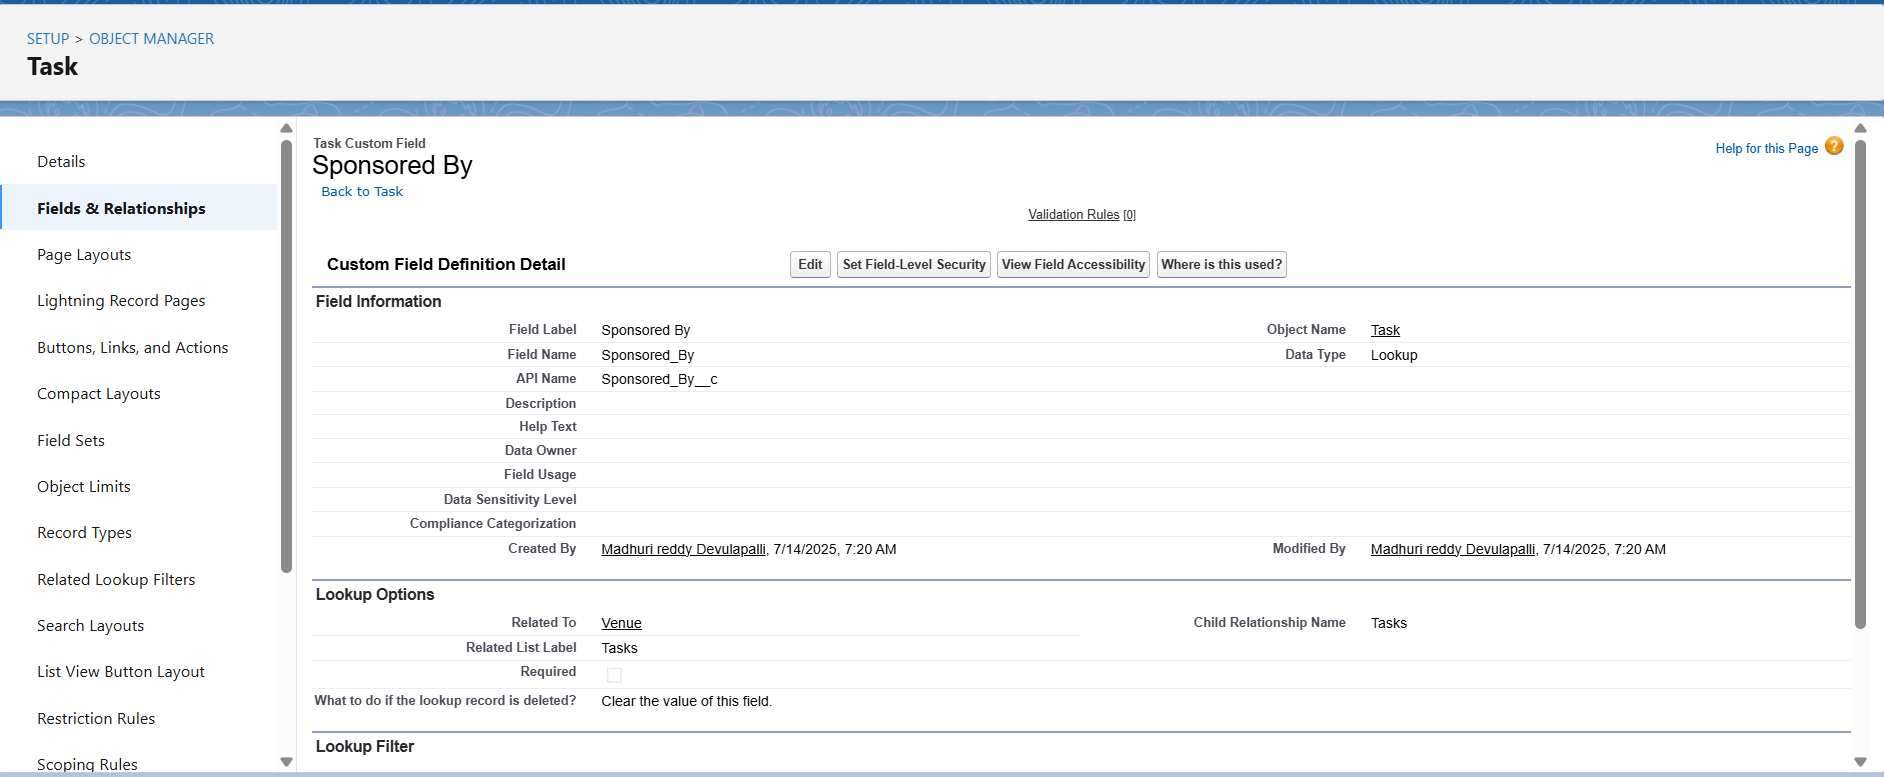 SETUP > OBJECT MANAGER
Task
Details
Fields & Relationships
Page Layouts
Lightning Record Pages
Buttons, Links, and Actions
Compact Layouts
Field Sets
Object Limits
Record Types
Related Lookup Filters
Search Layouts
List View Button Layout
Restriction Rules
Scoping Rules
Task Custom Field
Sponsored By
Back to Task
Help for this Page ?
Validation Rules [0]
Custom Field Definition Detail Edit Set Field-Level Security View Field Accessibility Where is this used?
Field Information
Field Label Sponsored By Object Name Task
Field Name Sponsored_By Data Type Lookup
API Name Sponsored_By__c
Description
Help Text
Data Owner
Field Usage
Data Sensitivity Level
Compliance Categorization
Created By Madhuri reddy Devulapalli, 7/14/2025, 7:20 AM Modified By Madhuri reddy Devulapalli, 7/14/2025, 7:20 AM
Lookup Options
Related To Venue Child Relationship Name Tasks
Related List Label Tasks
Required
What to do if the lookup record is deleted? Clear the value of this field.
Lookup Filter